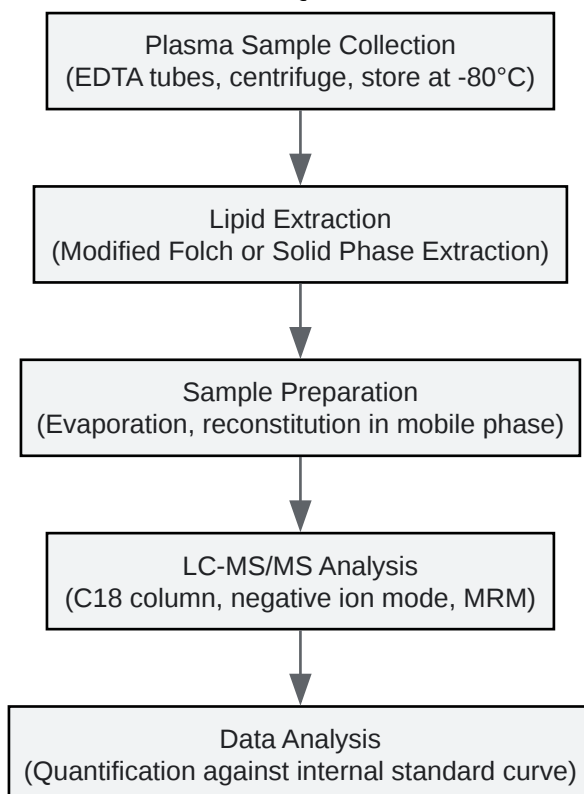 Plasma Sample Collection
(EDTA tubes, centrifuge, store at -80°C)
Lipid Extraction
(Modified Folch or Solid Phase Extraction)
Sample Preparation
(Evaporation, reconstitution in mobile phase)
LC-MS/MS Analysis
(C18 column, negative ion mode, MRM)
Data Analysis
(Quantification against internal standard curve)